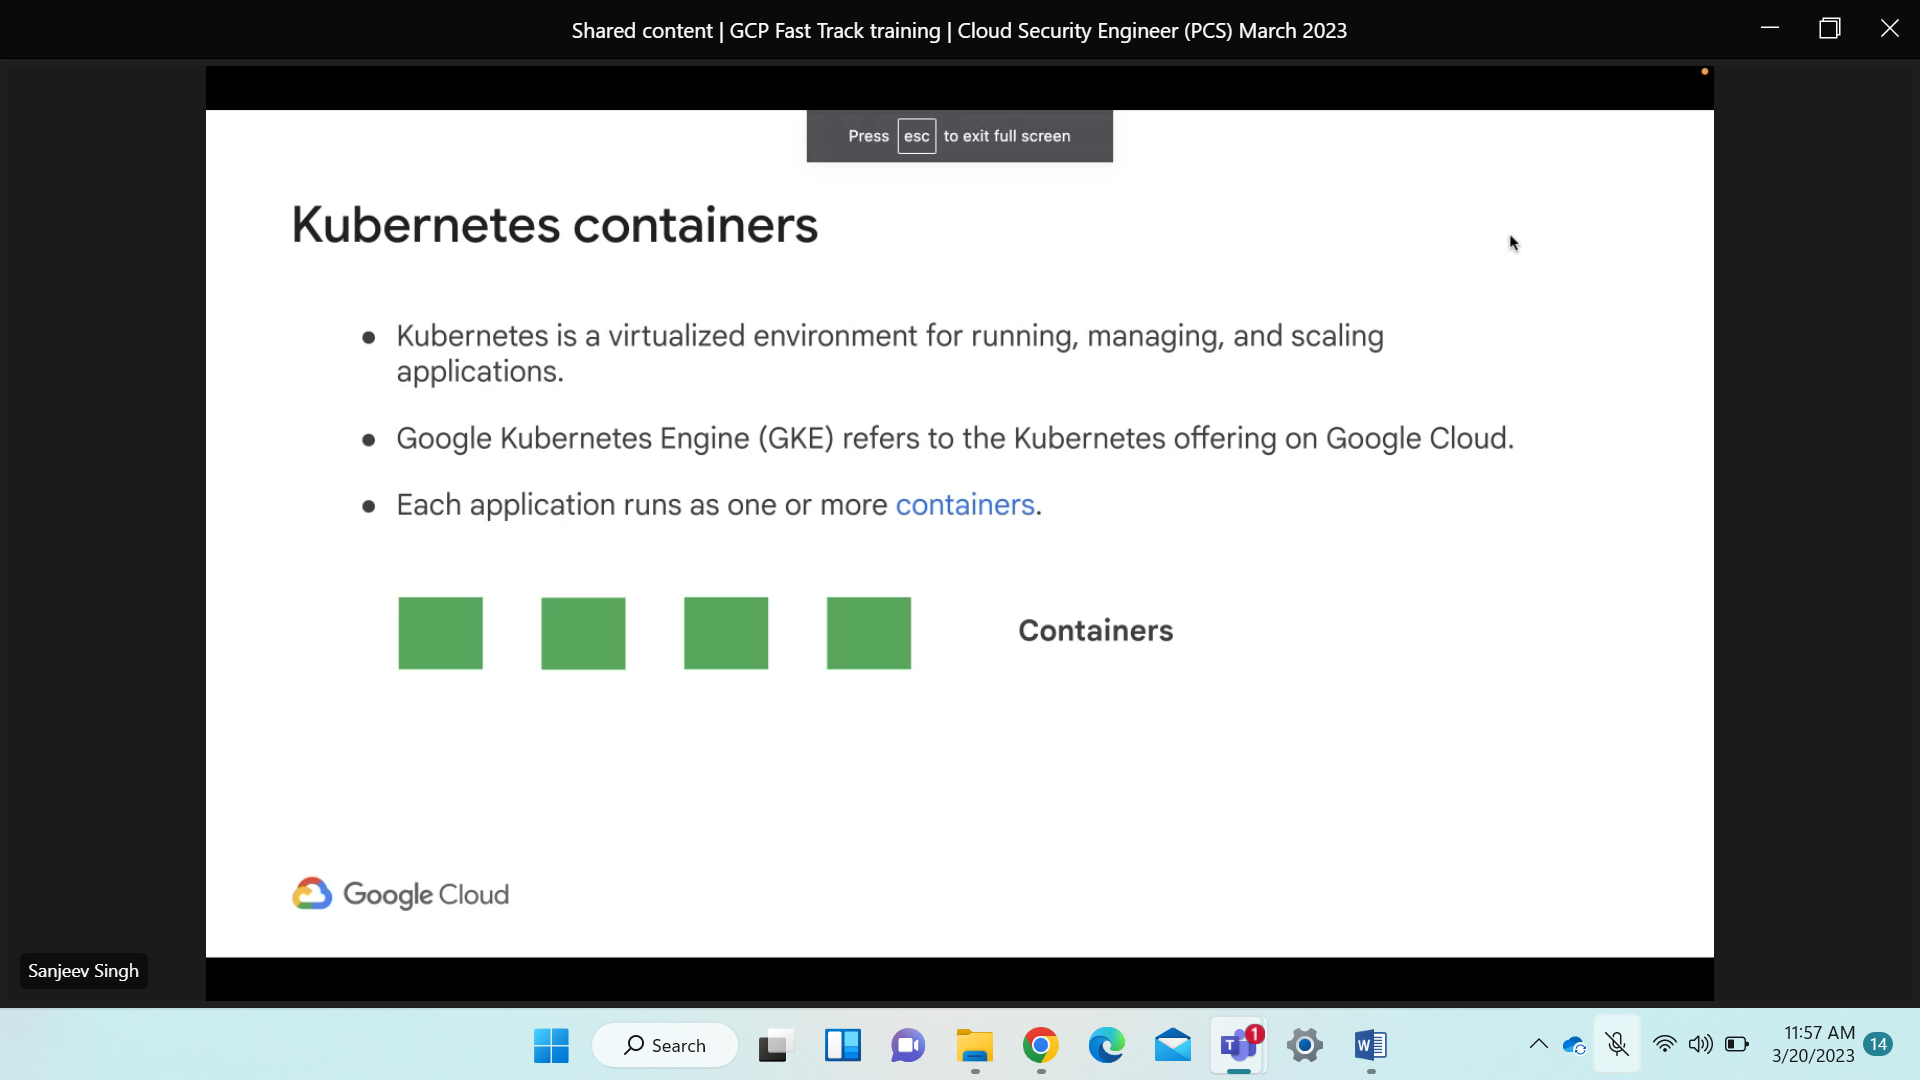 Shared content | GCP Fast Track training | Cloud Security Engineer (PCS) March 2023
Press esc to exit full screen
Kubernetes containers
● Kubernetes is a virtualized environment for running, managing, and scaling
applications.
● Google Kubernetes Engine (GKE) refers to the Kubernetes offering on Google Cloud.
● Each application runs as one or more containers.
Containers
Google Cloud
Sanjeev Singh
Search
1
11:57 AM
3/20/2023
14